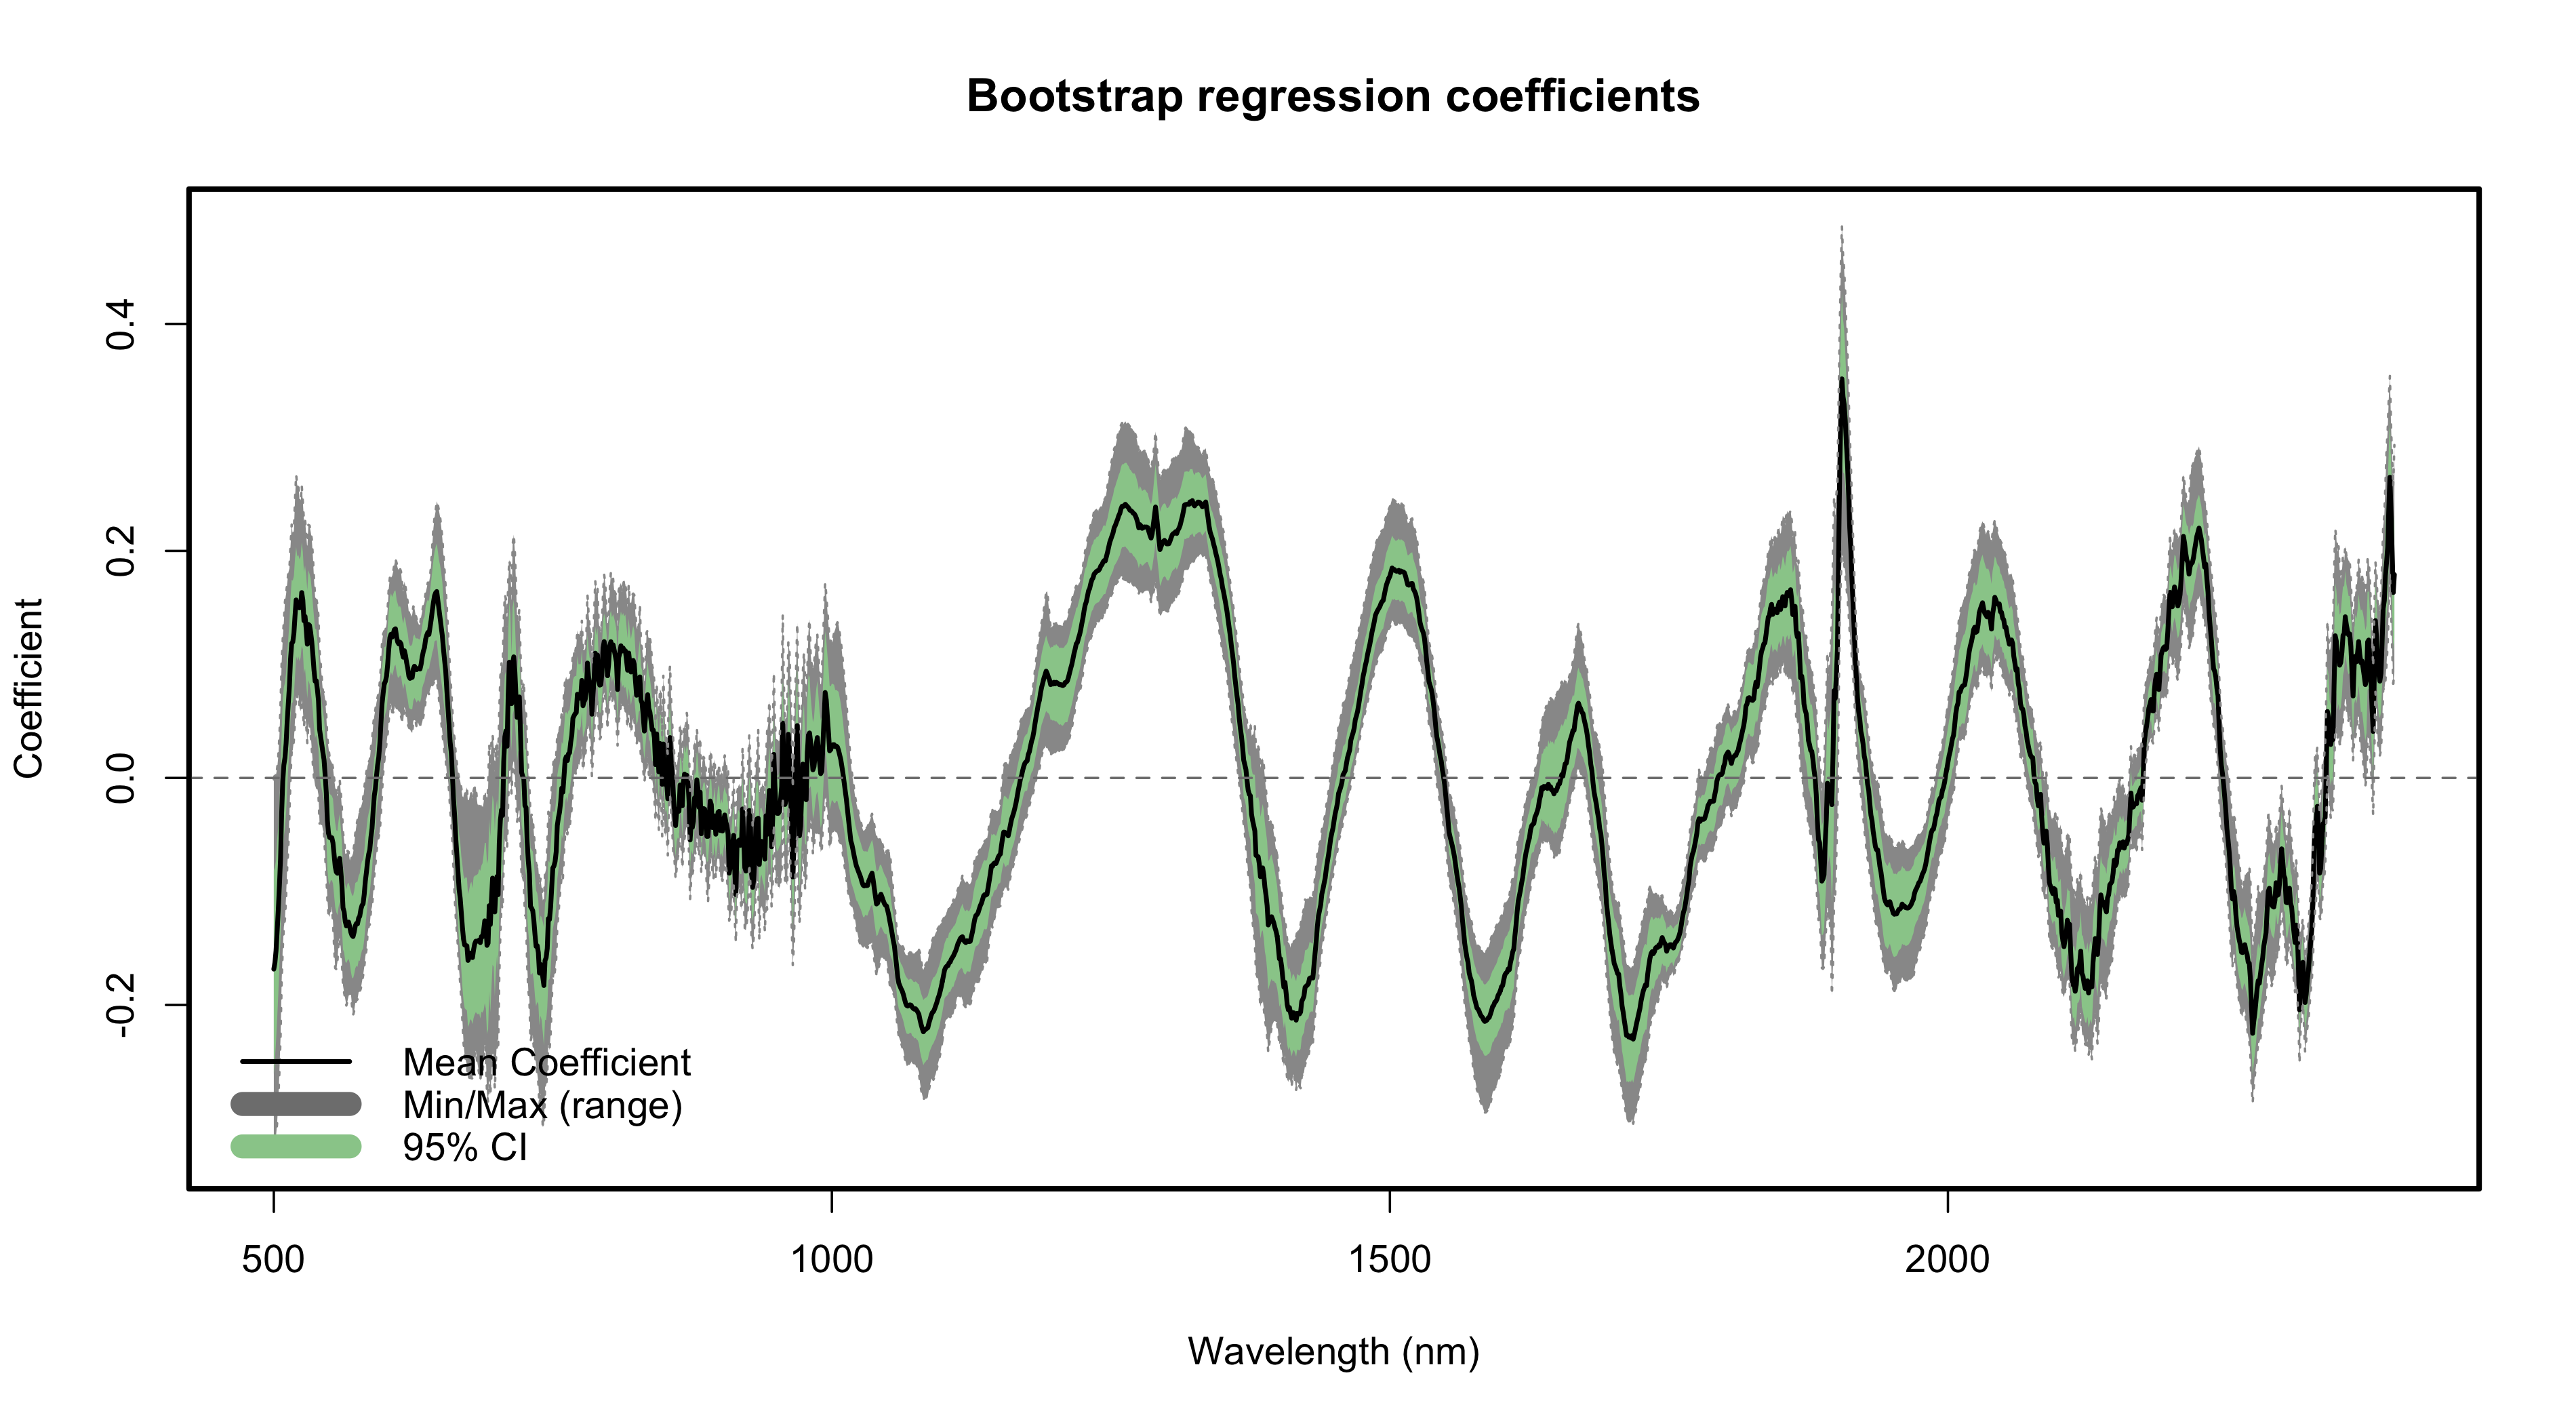 Bootstrap regression coefficients
Coefficient
0.4
0.2
0.0
-0.2
Mean Coefficient
Min/Max (range)
95% CI
500 1000 1500 2000
Wavelength (nm)